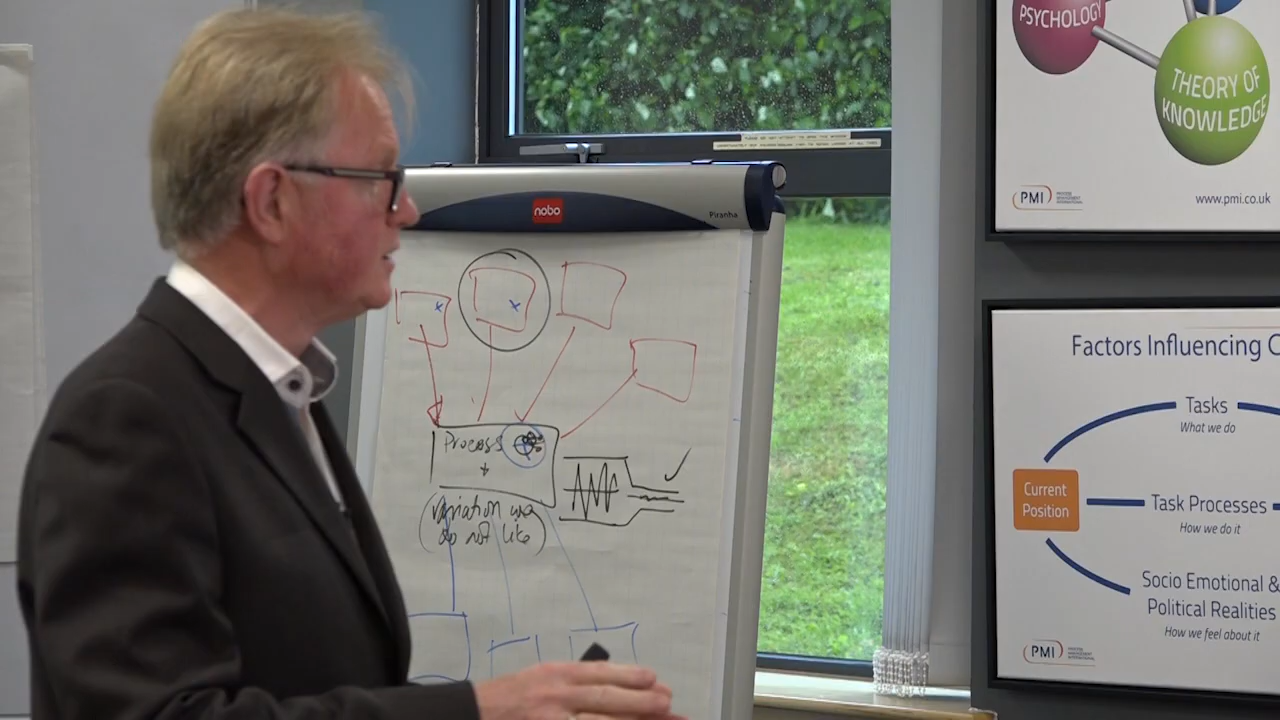 PSYCHOLOGY
THEORY OF
KNOWLEDGE
PMI
www.pmi.co.uk
nobo
Piranha
Process
+
(Variation we
do not like)
Factors Influencing C
Tasks
What we do
Current
Position
Task Processes
How we do it
Socio Emotional &
Political Realities
How we feel about it
PMI